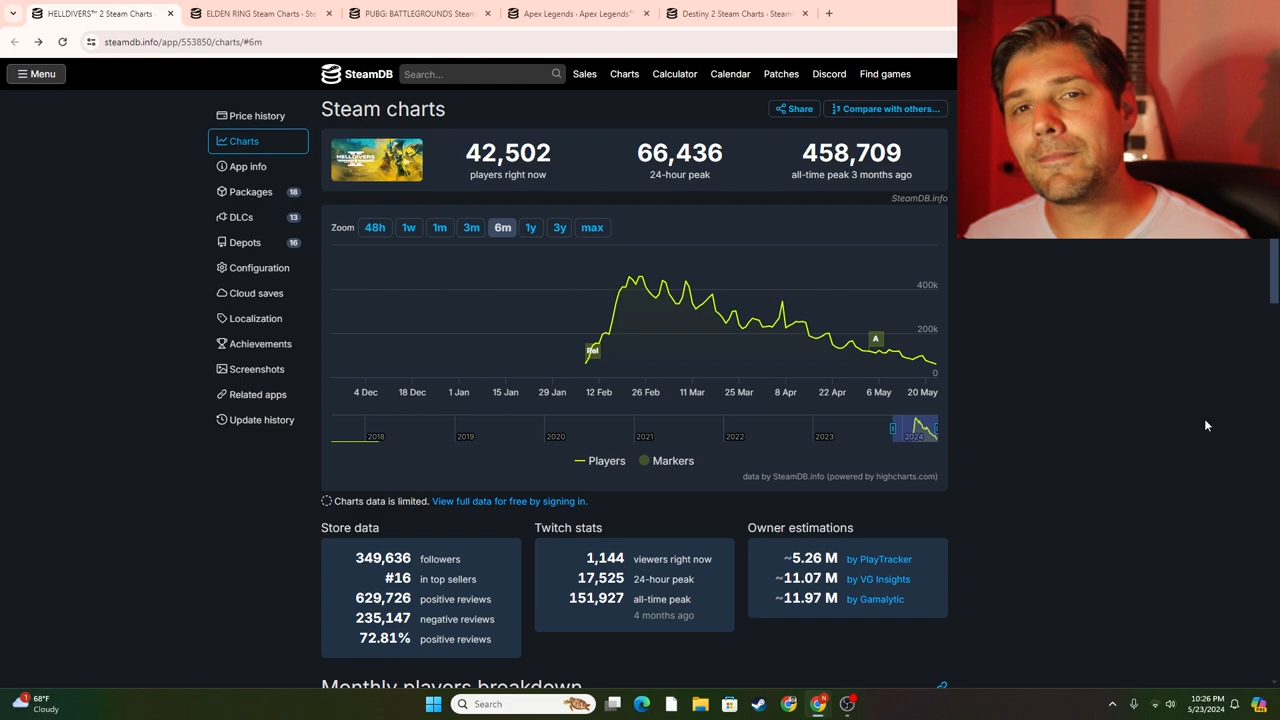 HELLDIVERS™ 2 Steam Charts ·
ELDEN RING Steam Charts · Ste
PUBG: BATTLEGROUNDS Steam
Apex Legends · Apex Legends™
Destiny 2 Steam Charts · Steam
steamdb.info/app/553850/charts/#6m
Menu
SteamDB
Search...
Sales
Charts
Calculator
Calendar
Patches
Discord
Find games
Price history
Charts
App info
Packages 18
DLCs 13
Depots 16
Configuration
Cloud saves
Localization
Achievements
Screenshots
Related apps
Update history
Steam charts
Share
Compare with others...
HELLDIVERS
42,502
players right now
66,436
24-hour peak
458,709
all-time peak 3 months ago
SteamDB.info
Zoom 48h 1w 1m 3m 6m 1y 3y max
400k
200k
0
Rel
A
4 Dec 18 Dec 1 Jan 15 Jan 29 Jan 12 Feb 26 Feb 11 Mar 25 Mar 8 Apr 22 Apr 6 May 20 May
2018 2019 2020 2021 2022 2023 2024
Players Markers
data by SteamDB.info (powered by highcharts.com)
Charts data is limited. View full data for free by signing in.
Store data
349,636 followers
#16 in top sellers
629,726 positive reviews
235,147 negative reviews
72.81% positive reviews
Twitch stats
1,144 viewers right now
17,525 24-hour peak
151,927 all-time peak
4 months ago
Owner estimations
~5.26 M by PlayTracker
~11.07 M by VG Insights
~11.97 M by Gamalytic
Monthly players breakdown
1
68°F
Cloudy
Search
10:26 PM
5/23/2024